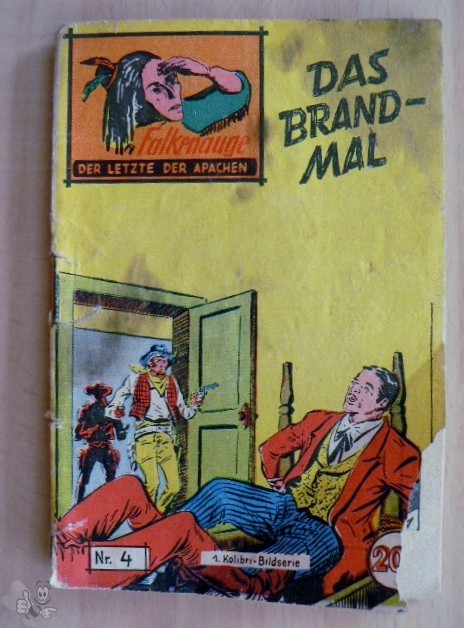 Falkenauge
DER LETZTE DER APACHEN
DAS
BRAND-
MAL
Nr. 4
1. Kolibri-Bildserie
20